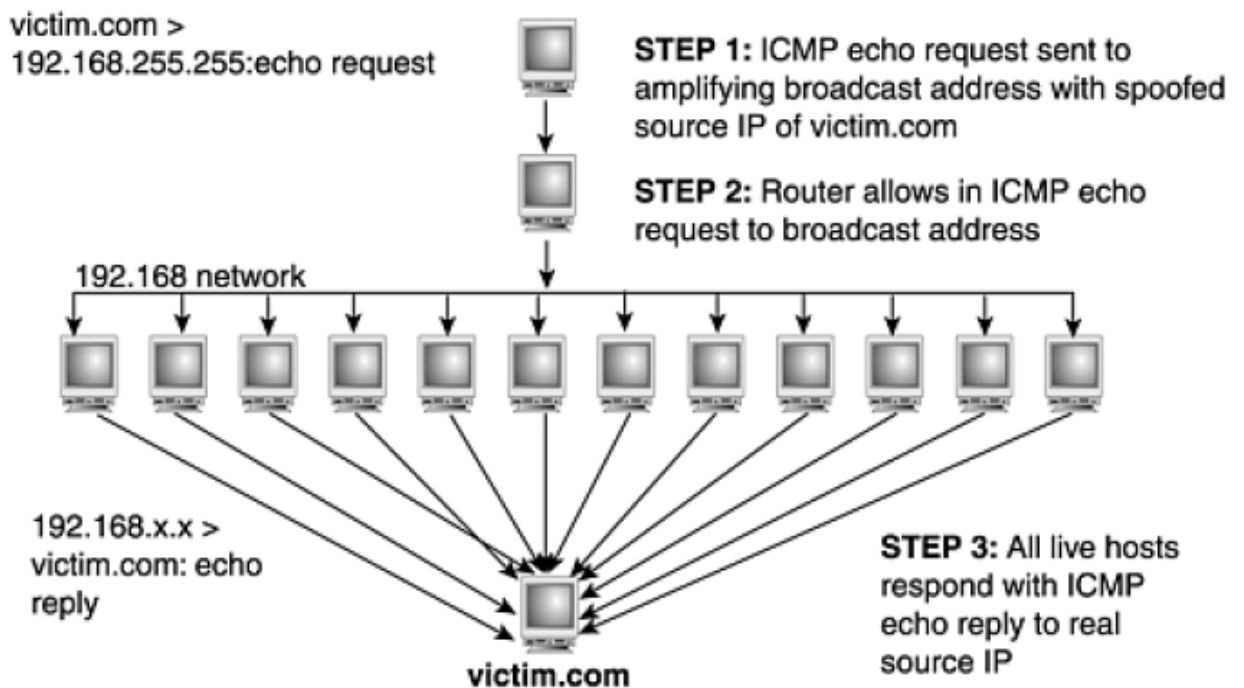 victim.com >
192.168.255.255:echo request
STEP 1: ICMP echo request sent to
amplifying broadcast address with spoofed
source IP of victim.com
STEP 2: Router allows in ICMP echo
request to broadcast address
192.168 network
192.168.x.x >
victim.com: echo
reply
STEP 3: All live hosts
respond with ICMP
echo reply to real
source IP
victim.com